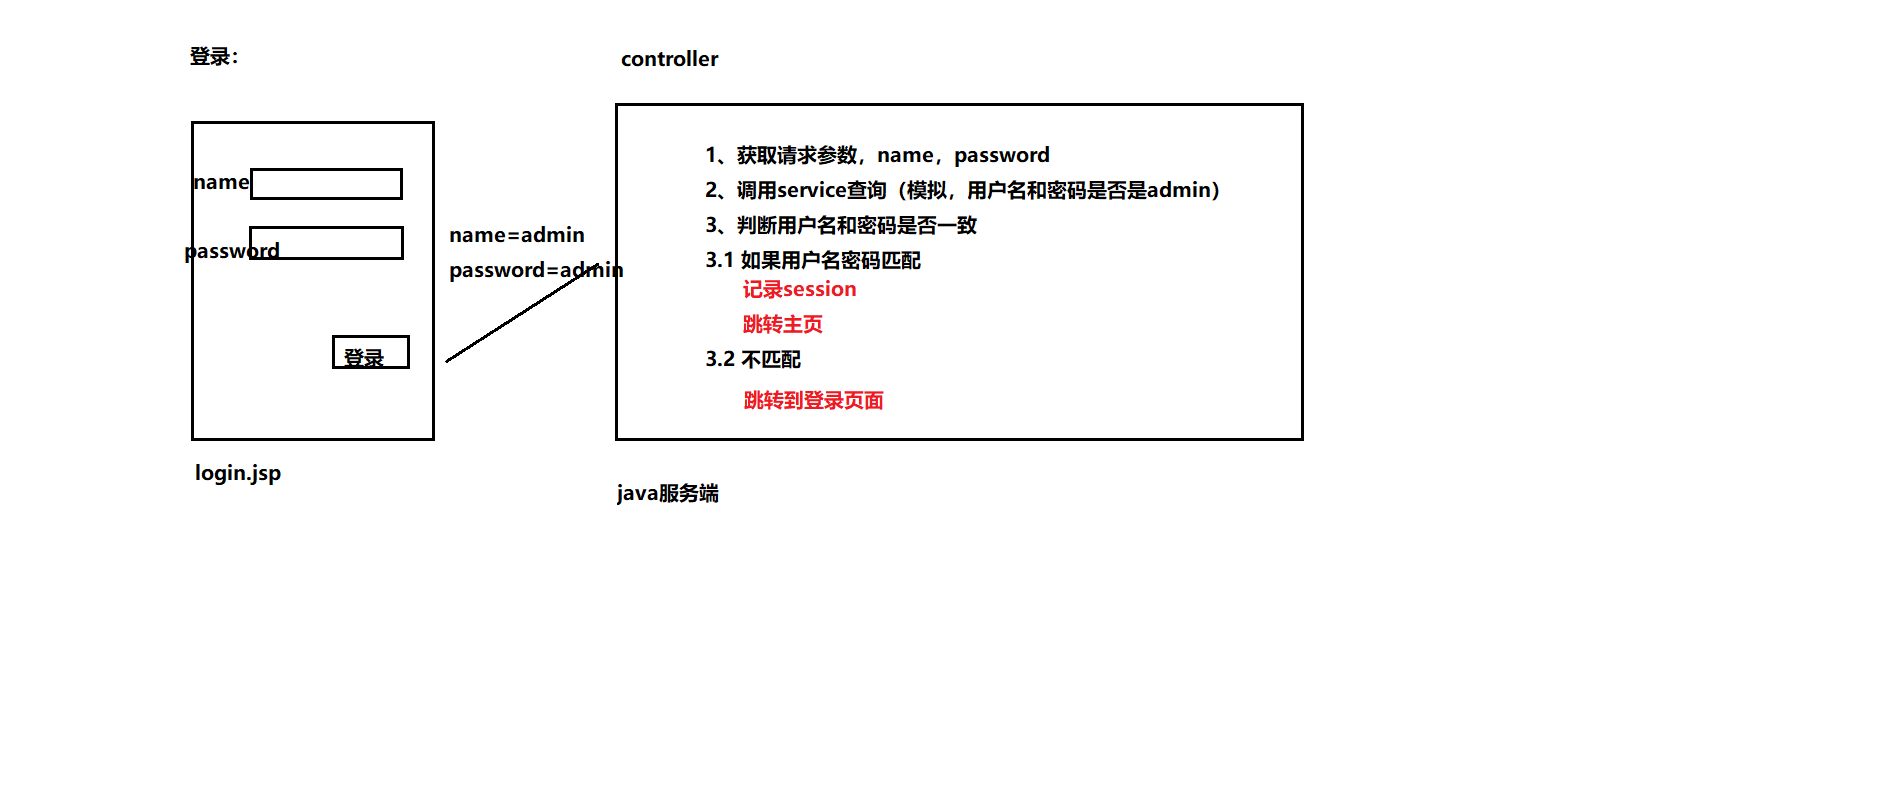 登录：
name
password
登录
login.jsp
name=admin
password=admin
controller
1、获取请求参数，name，password
2、调用service查询（模拟，用户名和密码是否是admin）
3、判断用户名和密码是否一致
3.1 如果用户名密码匹配
记录session
跳转主页
3.2 不匹配
跳转到登录页面
java服务端